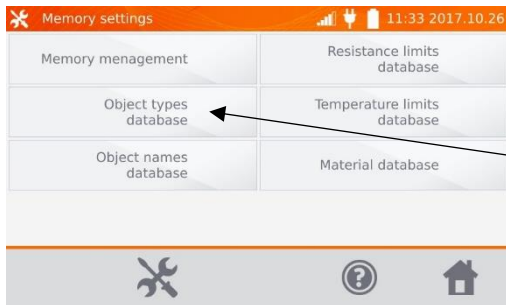 Memory settings
11:33 2017.10.26
Memory menagement
Resistance limits
database
Object types
database
Temperature limits
database
Object names
database
Material database